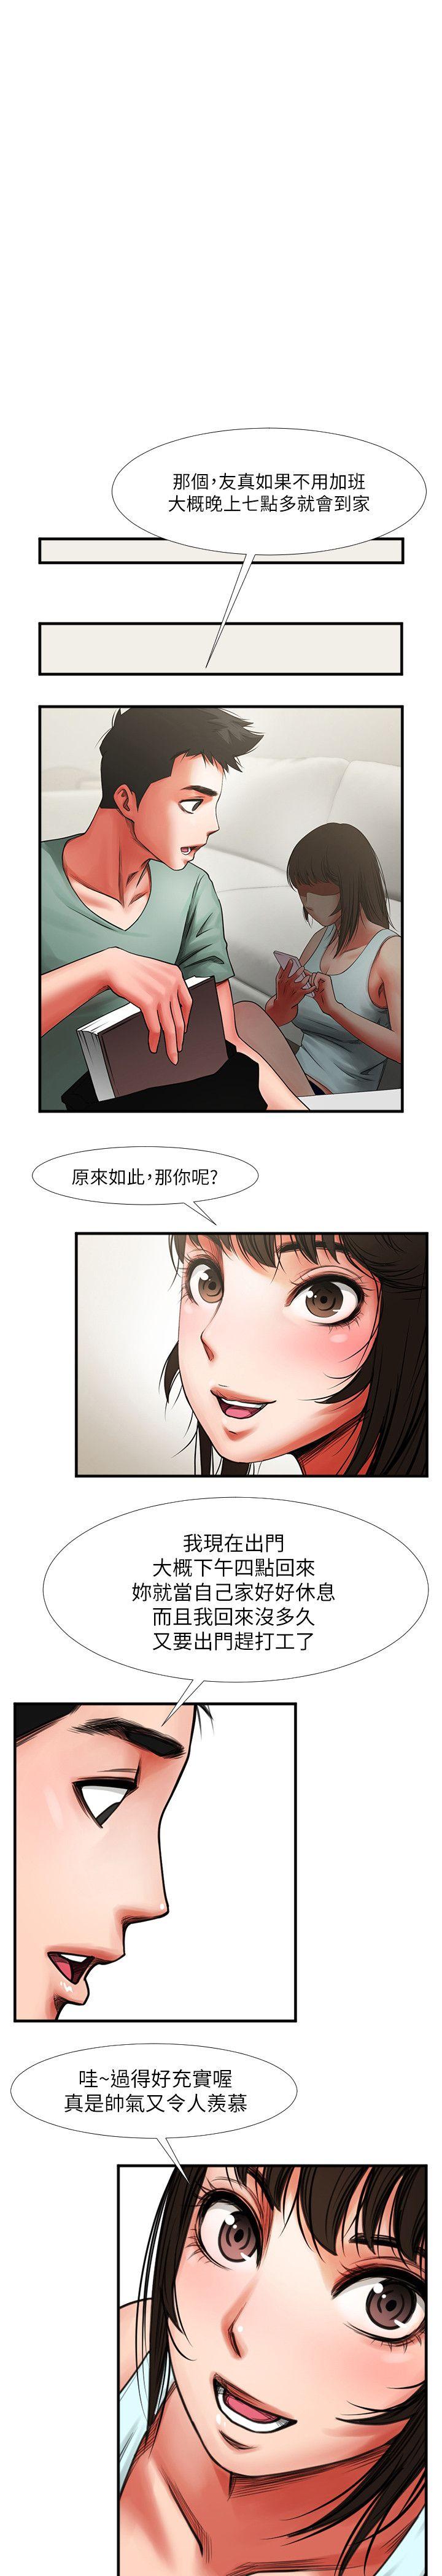 那個,友真如果不用加班
大概晚上七點多就會到家
原來如此,那你呢?
我現在出門
大概下午四點回來
妳就當自己家好好休息
而且我回來沒多久
又要出門趕打工了
哇~過得好充實喔
真是帥氣又令人羨慕